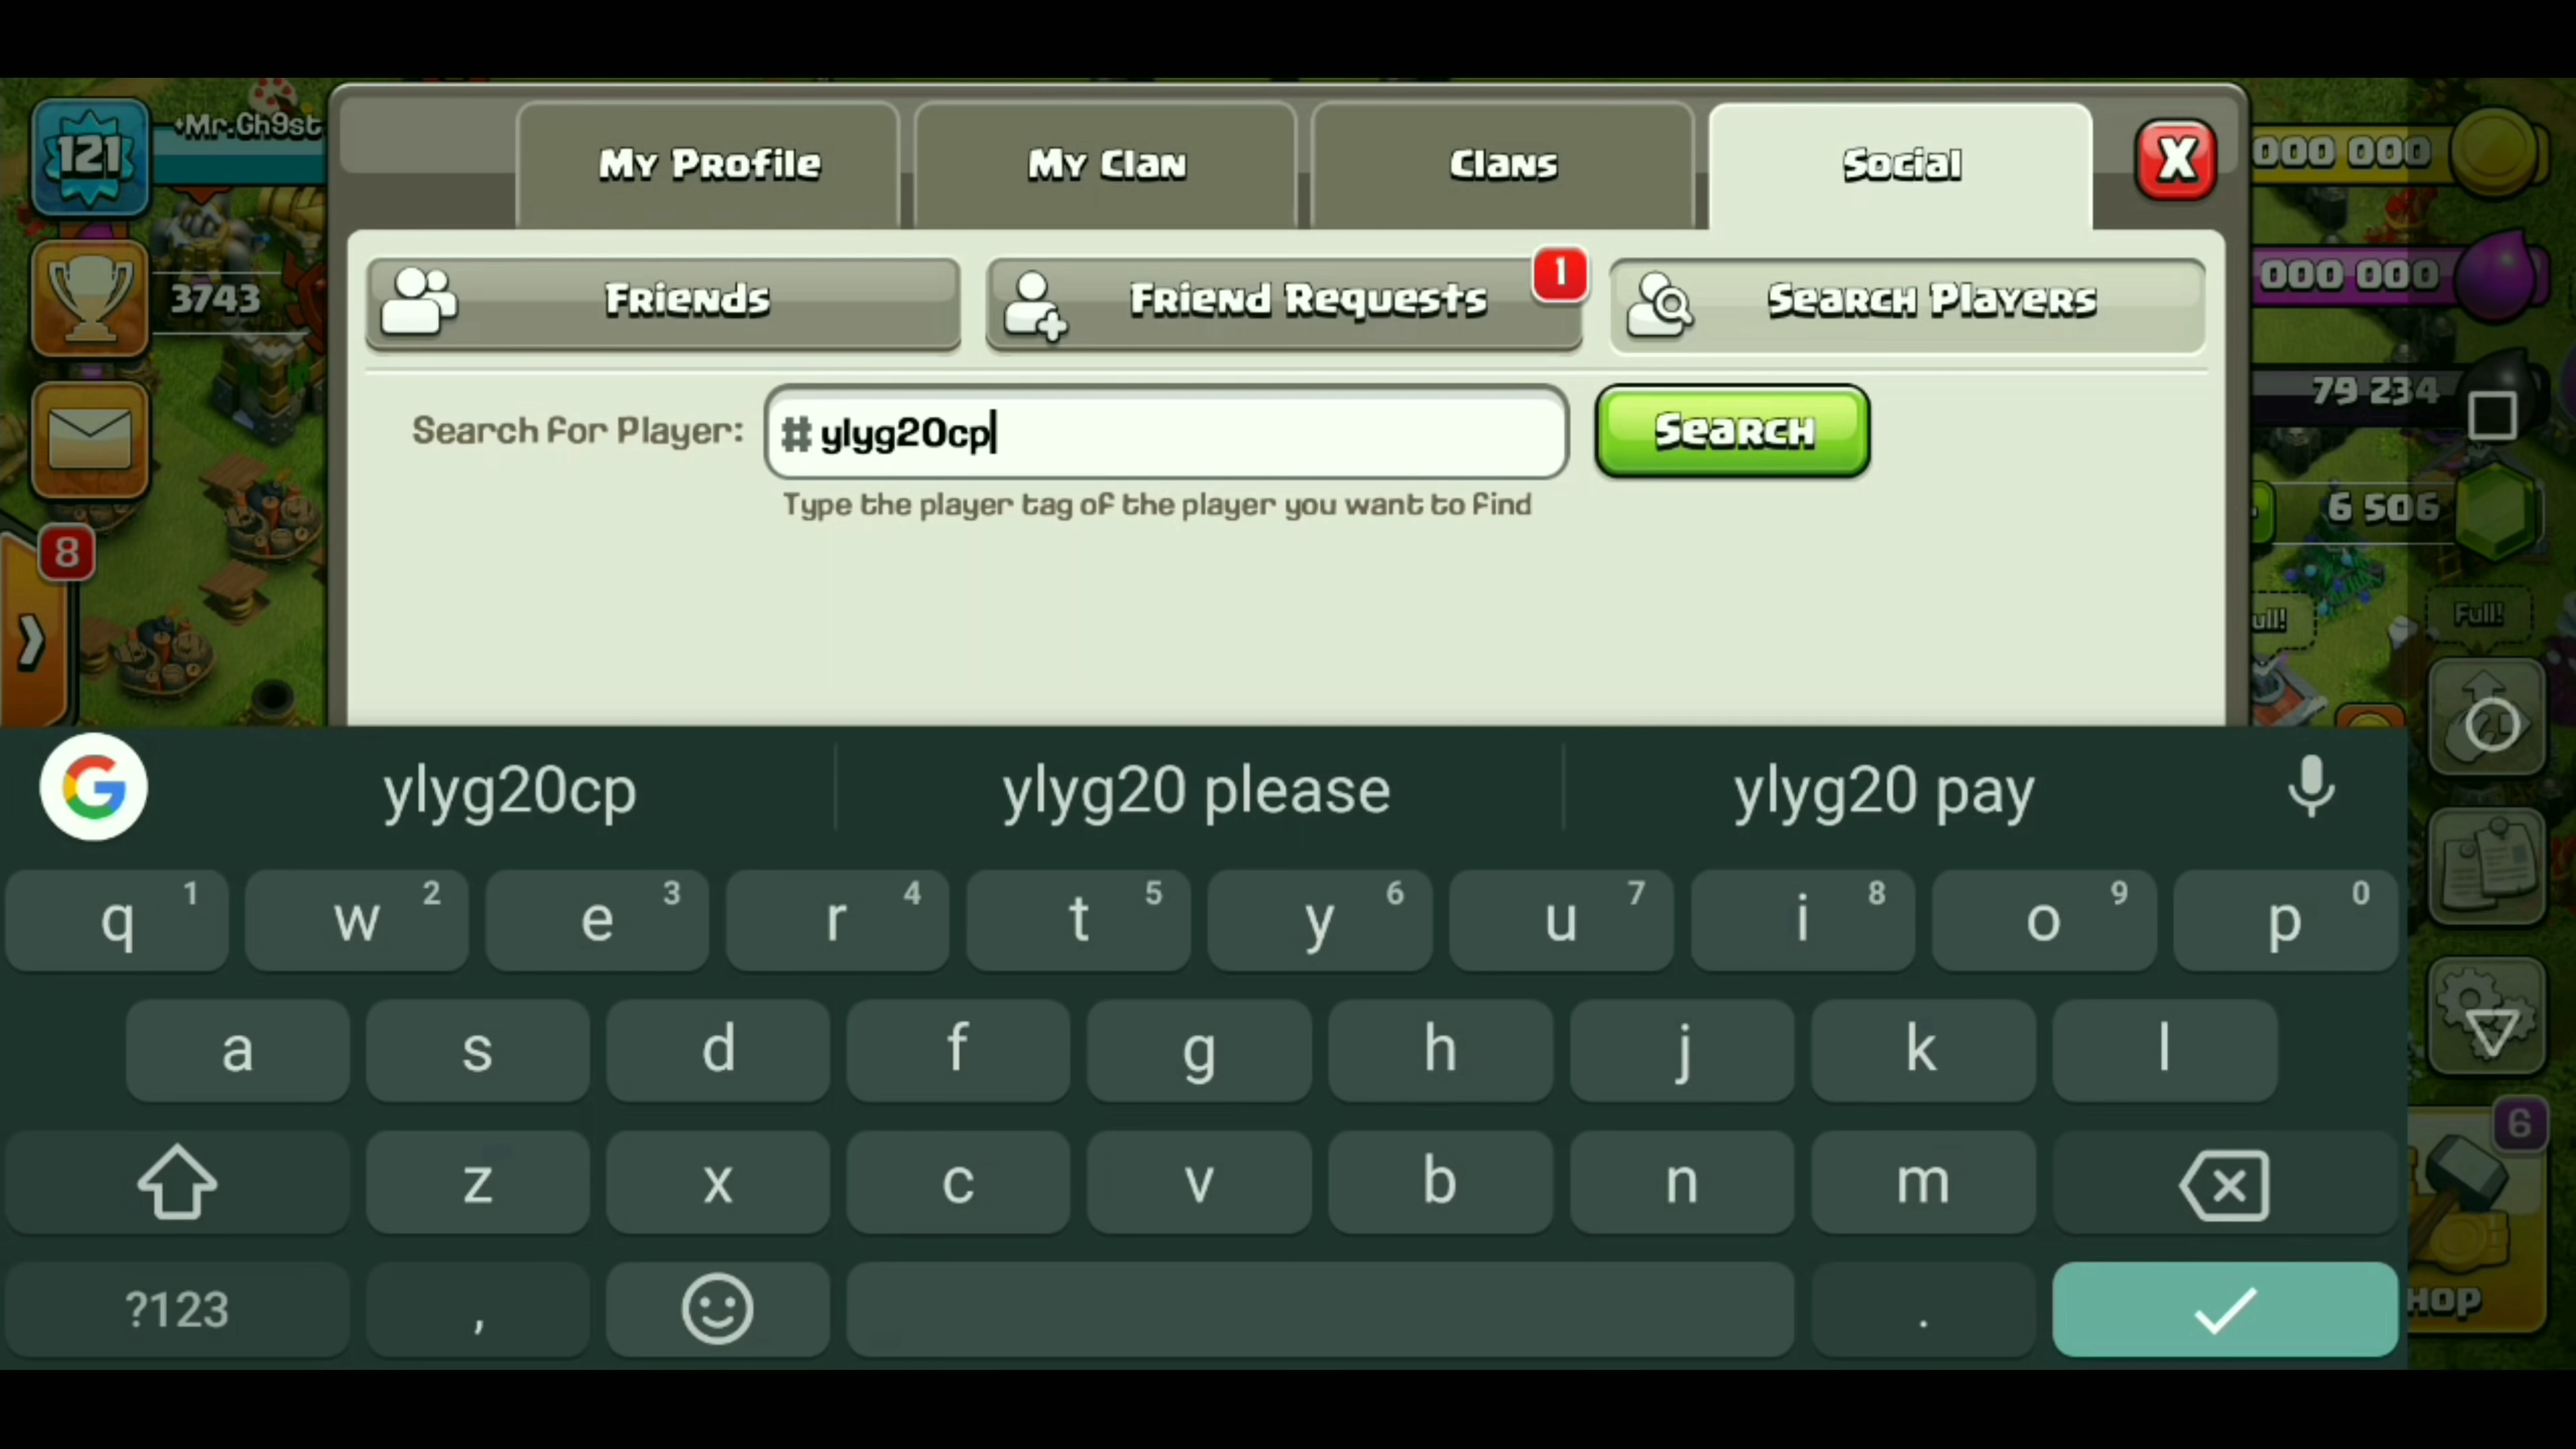 121
+Mr.Gh9st
My Profile
My Clan
Clans
Social
X
000 000
3743
Friends
Friend Requests
1
Search Players
000 000
79 234
Search for Player:
# ylyg20cp
Search
Type the player tag of the player you want to find
6 506
8
ull!
Full!
G
ylyg20cp
ylyg20 please
ylyg20 pay
q 1 w 2 e 3 r 4 t 5 y 6 u 7 i 8 o 9 p 0
a s d f g h j k l
6
z x c v b n m
?123 , .
HOP